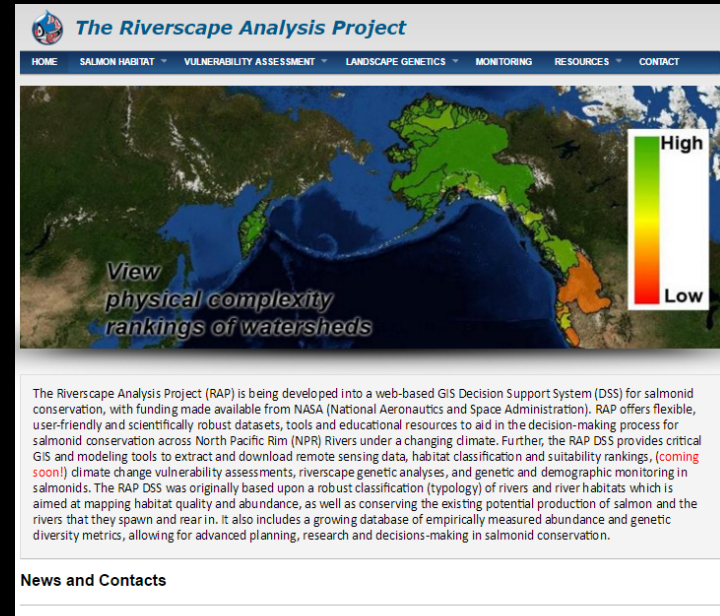 The Riverscape Analysis Project
HOME SALMON HABITAT VULNERABILITY ASSESSMENT LANDSCAPE GENETICS MONITORING RESOURCES CONTACT
High
Low
View
physical complexity
rankings of watersheds
The Riverscape Analysis Project (RAP) is being developed into a web-based GIS Decision Support System (DSS) for salmonid
conservation, with funding made available from NASA (National Aeronautics and Space Administration). RAP offers flexible,
user-friendly and scientifically robust datasets, tools and educational resources to aid in the decision-making process for
salmonid conservation across North Pacific Rim (NPR) Rivers under a changing climate. Further, the RAP DSS provides critical
GIS and modeling tools to extract and download remote sensing data, habitat classification and suitability rankings, (coming
soon!) climate change vulnerability assessments, riverscape genetic analyses, and genetic and demographic monitoring in
salmonids. The RAP DSS was originally based upon a robust classification (typology) of rivers and river habitats which is
aimed at mapping habitat quality and abundance, as well as conserving the existing potential production of salmon and the
rivers that they spawn and rear in. It also includes a growing database of empirically measured abundance and genetic
diversity metrics, allowing for advanced planning, research and decisions-making in salmonid conservation.
News and Contacts